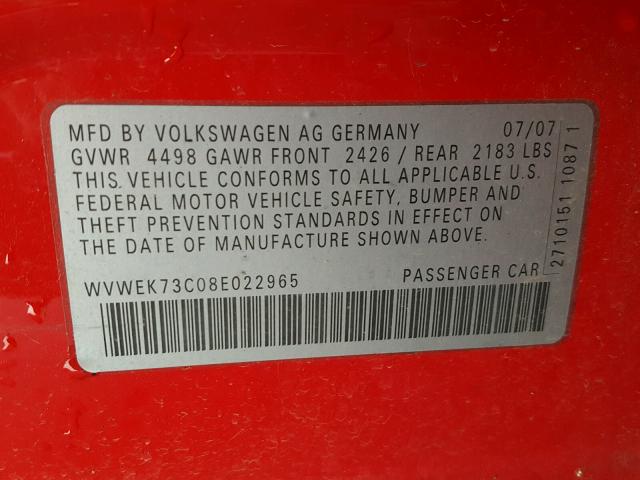 MFD BY VOLKSWAGEN AG GERMANY 07/07
GVWR 4498 GAWR FRONT 2426 / REAR 2183 LBS
THIS VEHICLE CONFORMS TO ALL APPLICABLE U.S.
FEDERAL MOTOR VEHICLE SAFETY, BUMPER AND
THEFT PREVENTION STANDARDS IN EFFECT ON
THE DATE OF MANUFACTURE SHOWN ABOVE.
WVWEK73C08E022965 PASSENGER CAR
2710151 1087 1